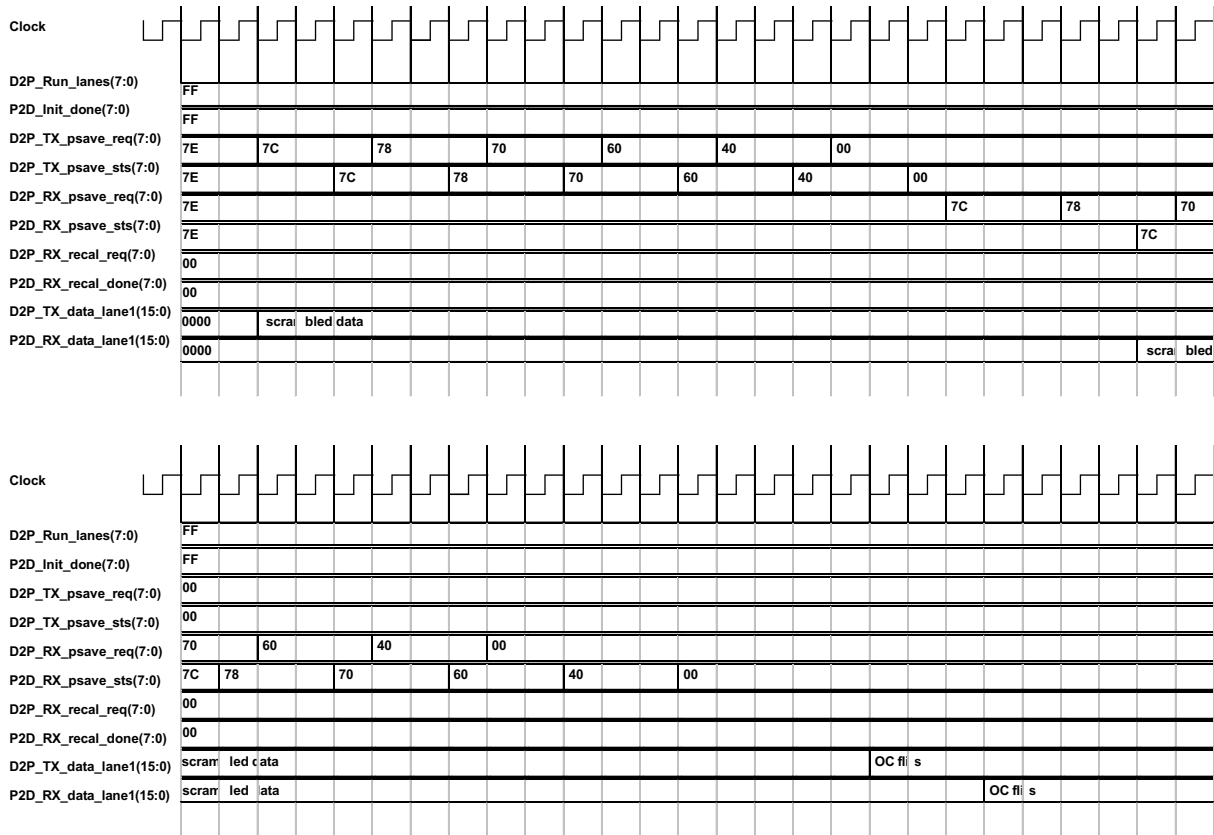 Clock
D2P_Run_lanes(7:0)
FF
P2D_Init_done(7:0)
FF
D2P_TX_psave_req(7:0)
7E 7C 78 70 60 40 00
D2P_TX_psave_sts(7:0)
7E 7C 78 70 60 40 00
D2P_RX_psave_req(7:0)
7E 7C 78 70
P2D_RX_psave_sts(7:0)
7E 7C
D2P_RX_recal_req(7:0)
00
P2D_RX_recal_done(7:0)
00
D2P_TX_data_lane1(15:0)
0000 scrambled data
P2D_RX_data_lane1(15:0)
0000 scrambled
Clock
D2P_Run_lanes(7:0) FF
P2D_Init_done(7:0) FF
D2P_TX_psave_req(7:0) 00
D2P_TX_psave_sts(7:0) 00
D2P_RX_psave_req(7:0) 70 60 40 00
P2D_RX_psave_sts(7:0) 7C 78 70 60 40 00
D2P_RX_recal_req(7:0) 00
P2D_RX_recal_done(7:0) 00
D2P_TX_data_lane1(15:0) scrambled data OC flits
P2D_RX_data_lane1(15:0) scrambled data OC flits